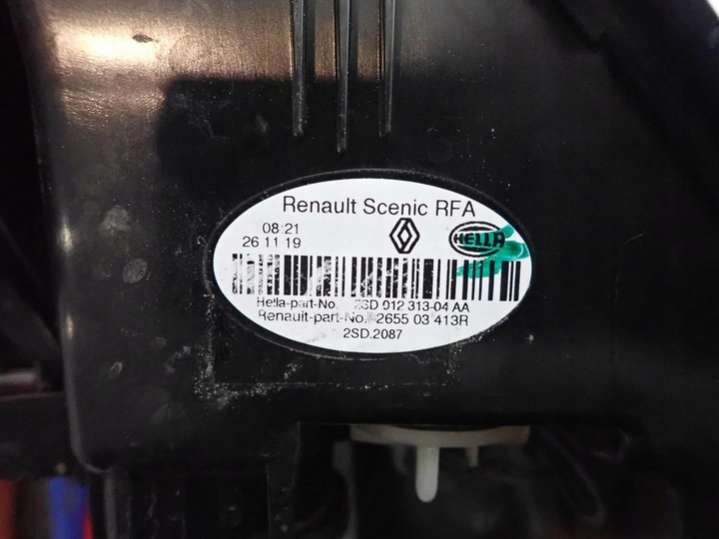 Renault Scenic RFA
08:21
26 11 19
HELLA
Hella-part-No. 2SD 012 313-04 AA
Renault-part-No. 2655 03 413R
2SD.2087